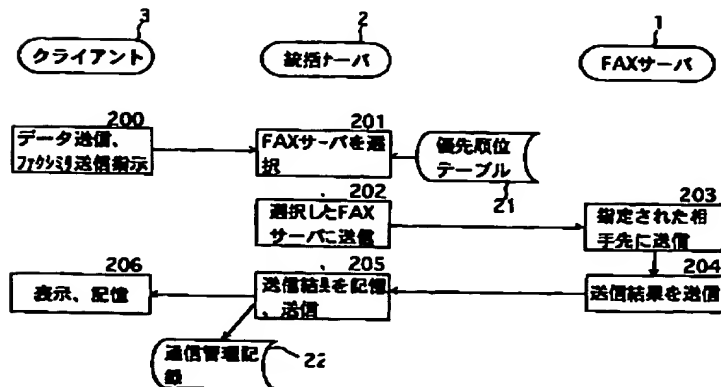 3
2
1
クライアント
統括サーバ
FAXサーバ
200
201
データ送信、
ファクシミリ送信指示
FAXサーバを選
択
優先順位
テーブル
21
202
203
選択したFAX
サーバに送信
指定された相
手先に送信
206
205
204
表示、記憶
送信結果を記憶
、送信
送信結果を送信
通信管理記
録
22